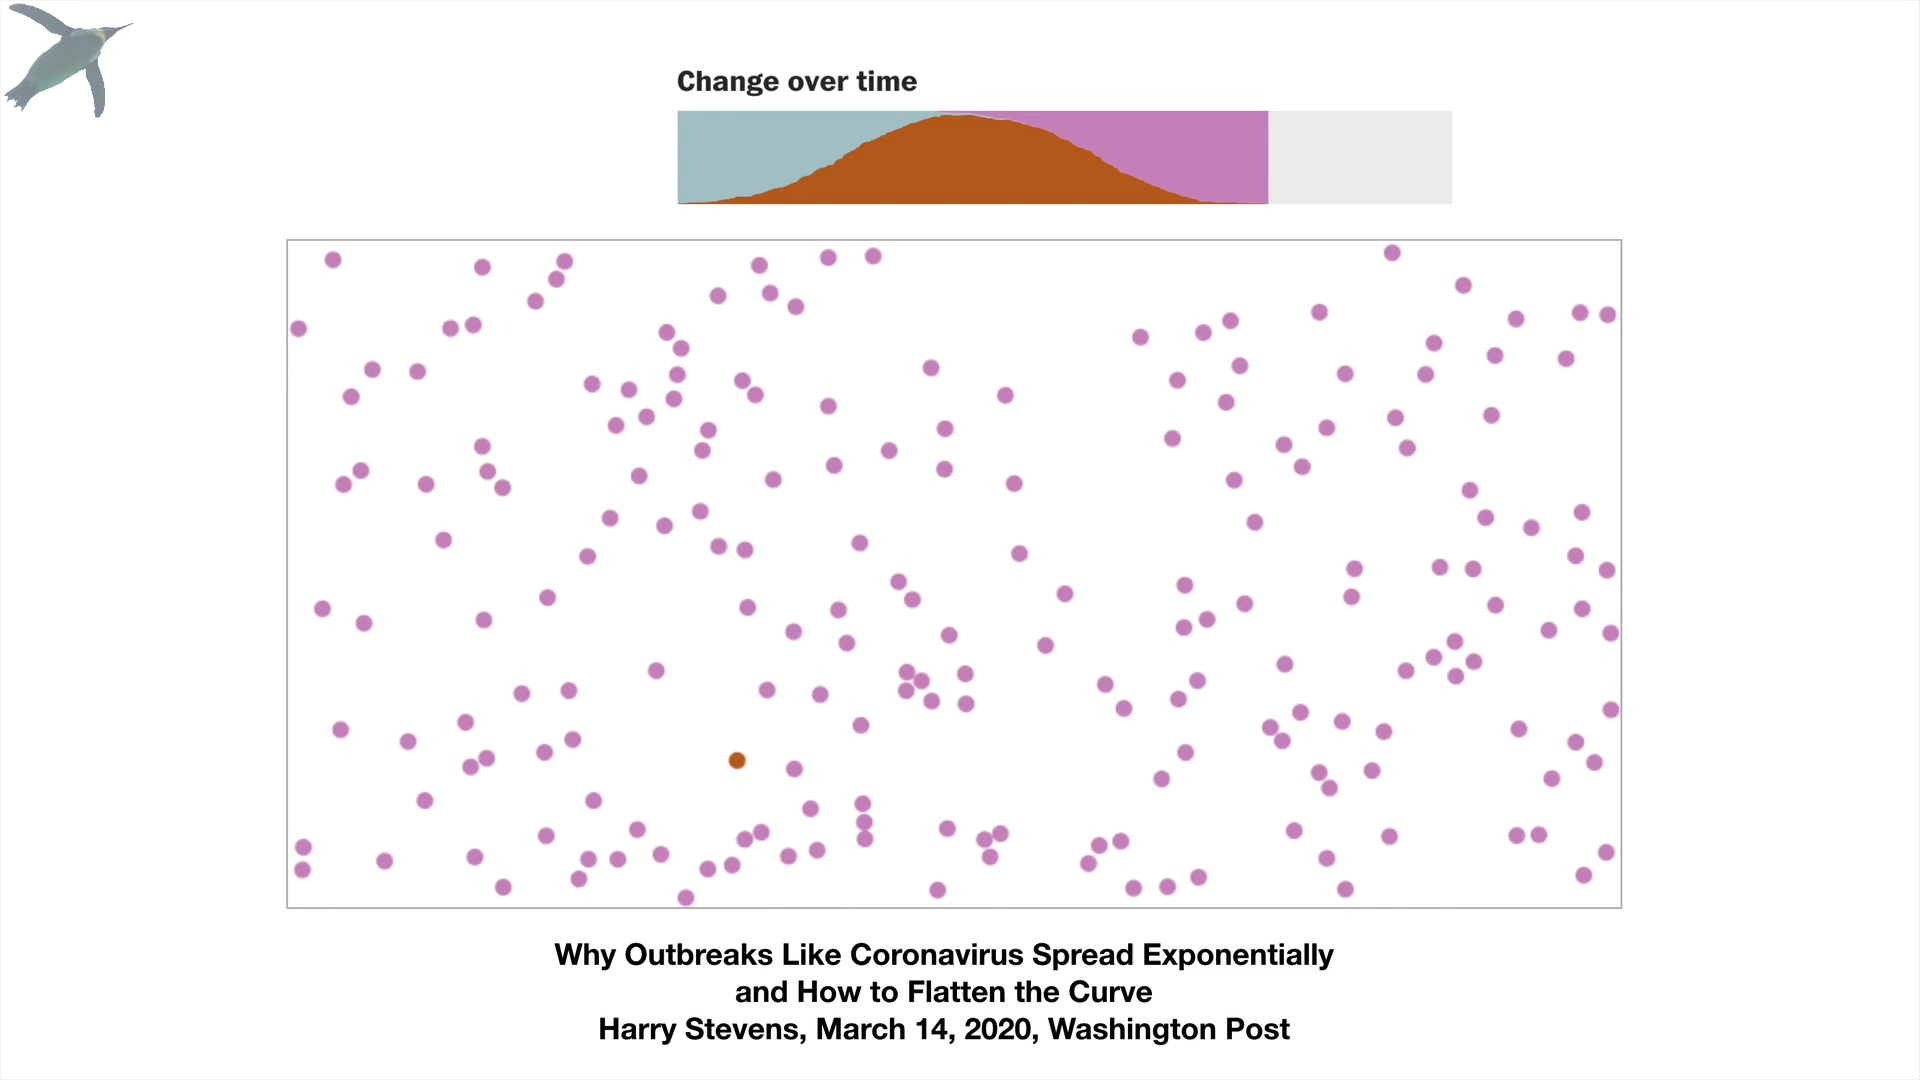 Change over time
Why Outbreaks Like Coronavirus Spread Exponentially
and How to Flatten the Curve
Harry Stevens, March 14, 2020, Washington Post